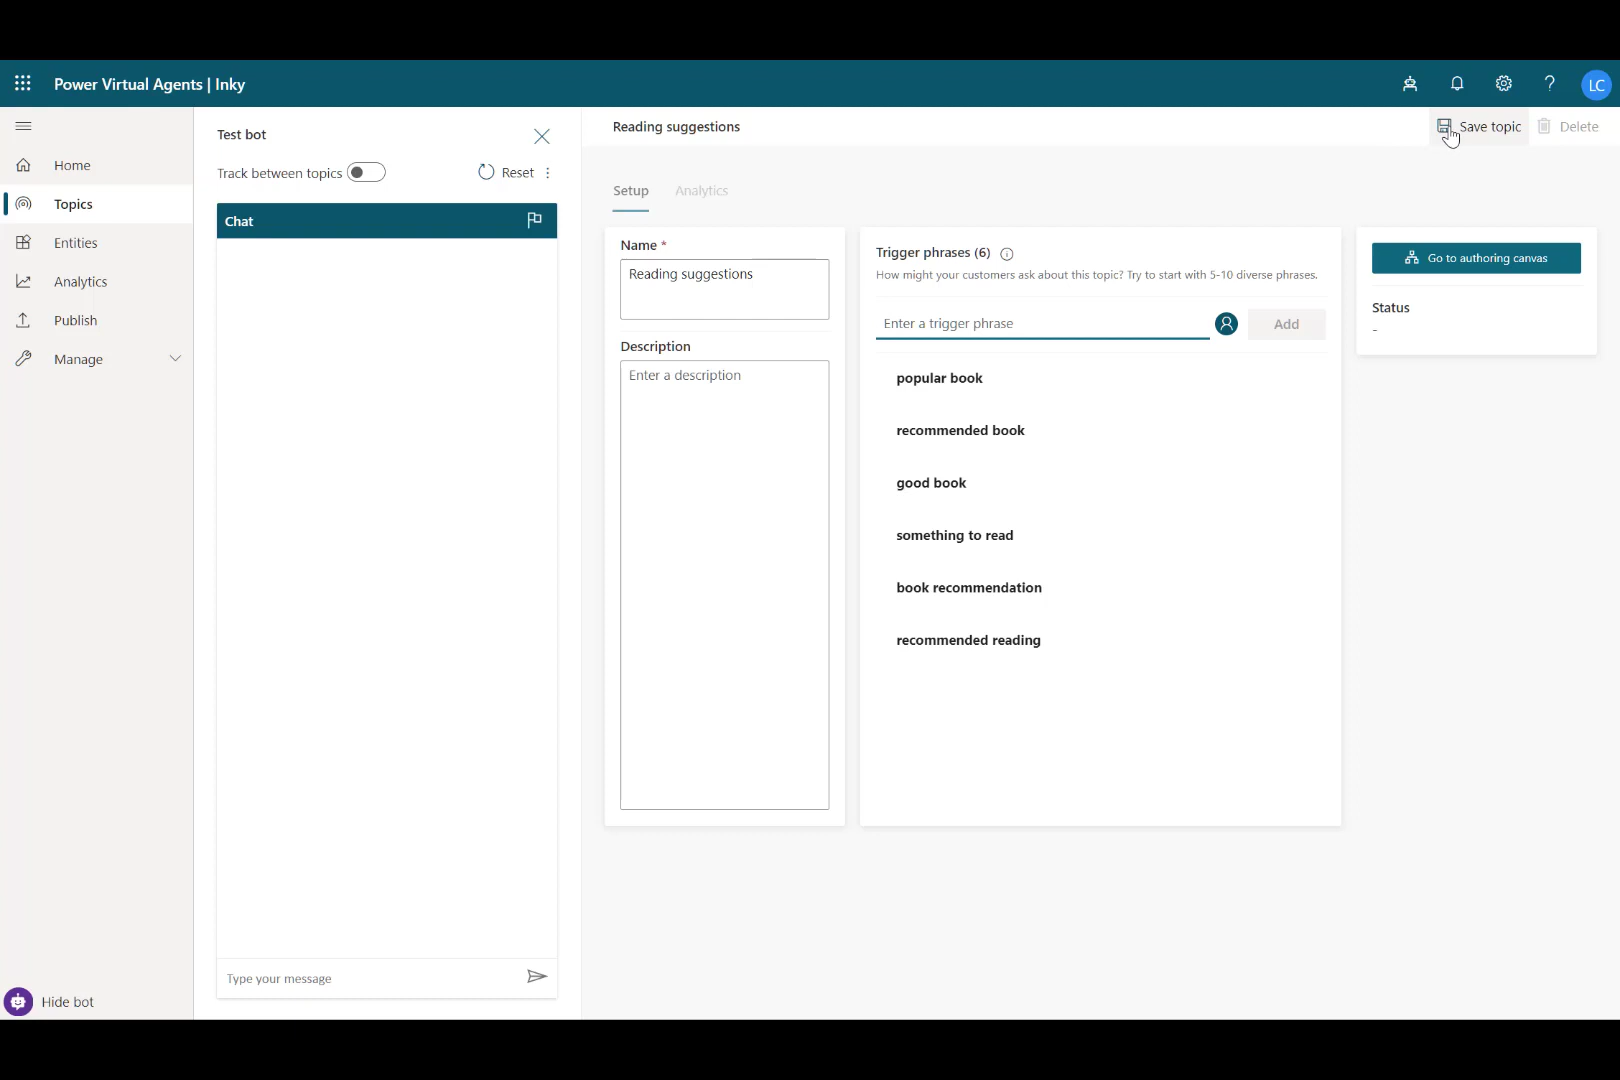 Power Virtual Agents | Inky
?
LC
Home
Topics
Entities
Analytics
Publish
Manage
Hide bot
Test bot
Track between topics
Reset
Chat
Type your message
Reading suggestions
Save topic
Delete
Setup
Analytics
Name *
Reading suggestions
Description
Enter a description
Trigger phrases (6)
How might your customers ask about this topic? Try to start with 5-10 diverse phrases.
Enter a trigger phrase
Add
popular book
recommended book
good book
something to read
book recommendation
recommended reading
Go to authoring canvas
Status
-